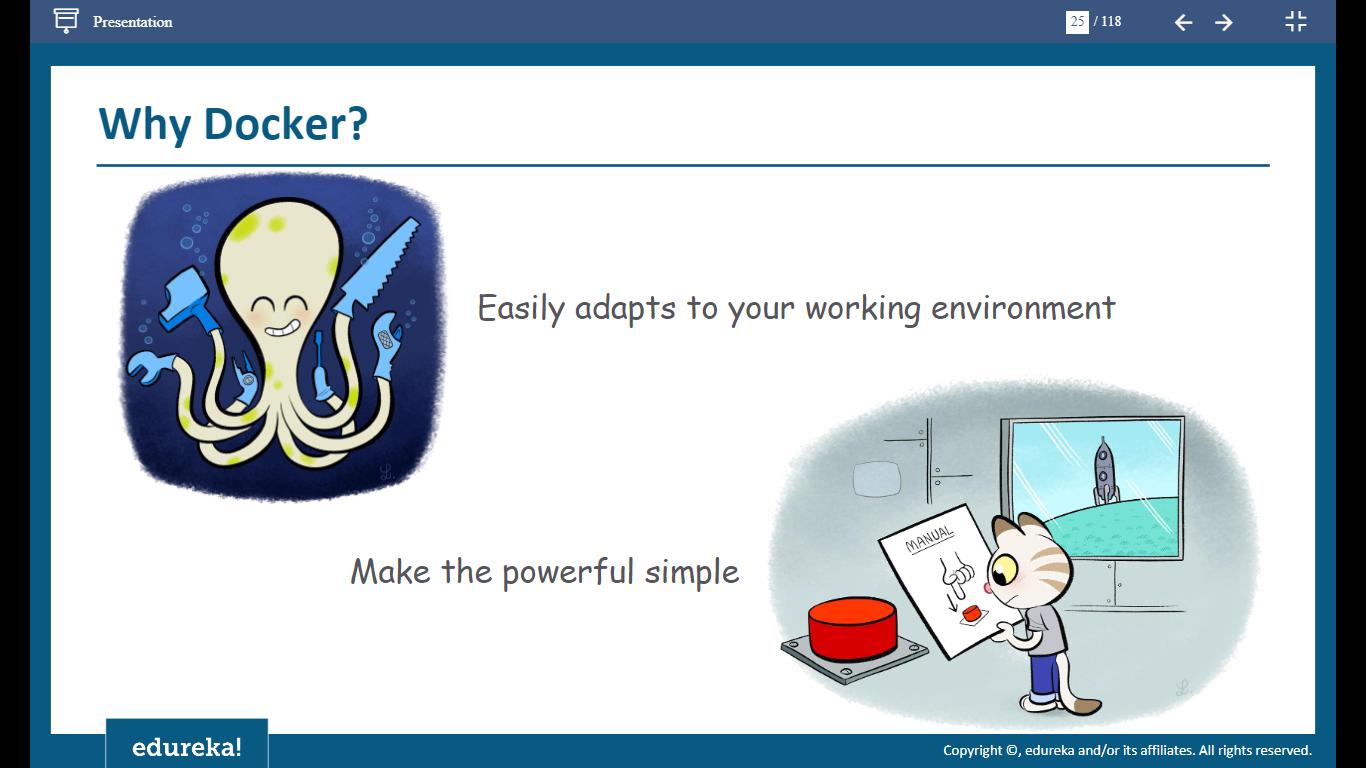 Presentation
25 / 118
Why Docker?
Easily adapts to your working environment
MANUAL
Make the powerful simple
edureka!
Copyright ©, edureka and/or its affiliates. All rights reserved.